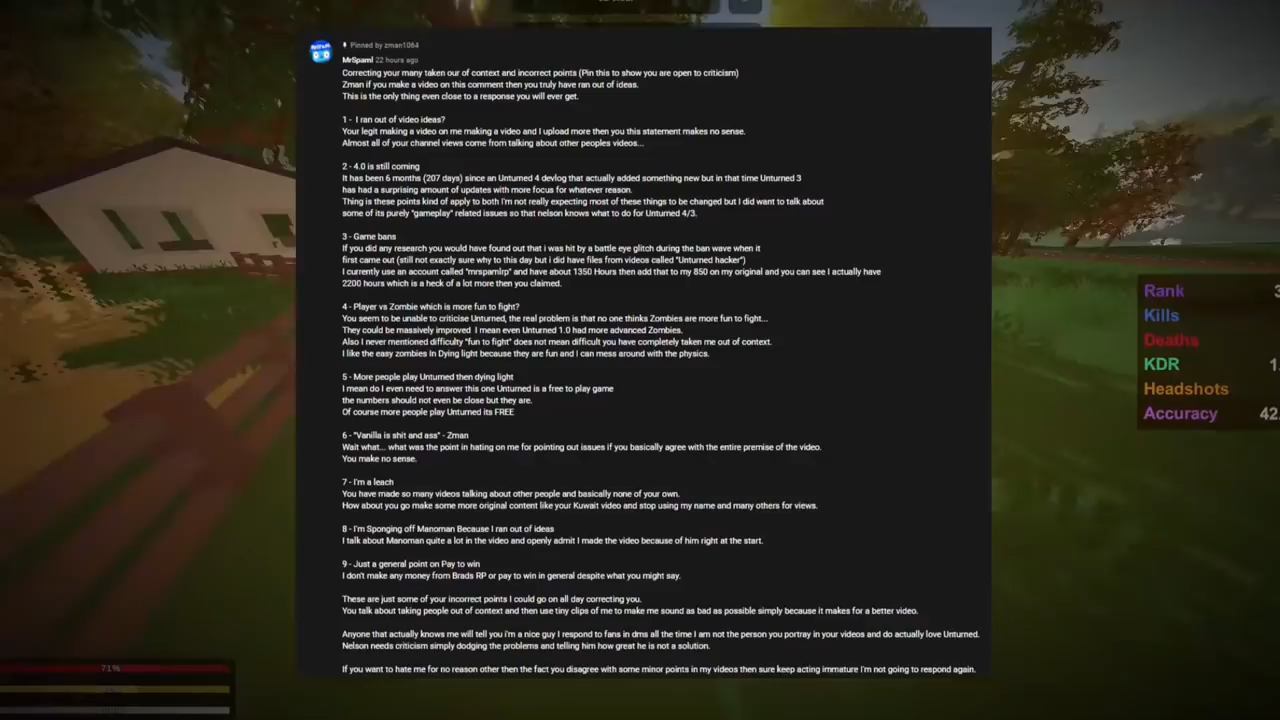 Pinned by zman1064
MrSpaml 22 hours ago
Correcting your many taken our of context and incorrect points (Pin this to show you are open to criticism)
Zman if you make a video on this comment then you truly have ran out of ideas.
This is the only thing even close to a response you will ever get.
1 - I ran out of video ideas?
Your legit making a video on me making a video and I upload more then you this statement makes no sense.
Almost all of your channel views come from talking about other peoples videos...
2 - 4.0 is still coming
It has been 6 months (207 days) since an Unturned 4 devlog that actually added something new but in that time Unturned 3
has had a surprising amount of updates with more focus for whatever reason.
Thing is these points kind of apply to both I'm not really expecting most of these things to be changed but I did want to talk about
some of its purely "gameplay" related issues so that nelson knows what to do for Unturned 4/3.
3 - Game bans
If you did any research you would have found out that i was hit by a battle eye glitch during the ban wave when it
first came out (still not exactly sure why to this day but i did have files from videos called "Unturned hacker")
I currently use an account called "mrspamlrp" and have about 1350 Hours then add that to my 850 on my original and you can see I actually have
2200 hours which is a heck of a lot more then you claimed.
4 - Player vs Zombie which is more fun to fight?
You seem to be unable to criticise Unturned, the real problem is that no one thinks Zombies are more fun to fight...
They could be massively improved I mean even Unturned 1.0 had more advanced Zombies.
Also I never mentioned difficulty "fun to fight" does not mean difficult you have completely taken me out of context.
I like the easy zombies In Dying light because they are fun and I can mess around with the physics.
5 - More people play Unturned then dying light
I mean do I even need to answer this one Unturned is a free to play game
the numbers should not even be close but they are.
Of course more people play Unturned its FREE
6 - "Vanilla is shit and ass" - Zman
Wait what... what was the point in hating on me for pointing out issues if you basically agree with the entire premise of the video.
You make no sense.
7 - I'm a leach
You have made so many videos talking about other people and basically none of your own.
How about you go make some more original content like your Kuwait video and stop using my name and many others for views.
8 - I'm Sponging off Manoman Because I ran out of ideas
I talk about Manoman quite a lot in the video and openly admit I made the video because of him right at the start.
9 - Just a general point on Pay to win
I don't make any money from Brads RP or pay to win in general despite what you might say.
These are just some of your incorrect points I could go on all day correcting you.
You talk about taking people out of context and then use tiny clips of me to make me sound as bad as possible simply because it makes for a better video.
Anyone that actually knows me will tell you i'm a nice guy I respond to fans in dms all the time I am not the person you portray in your videos and do actually love Unturned.
Nelson needs criticism simply dodging the problems and telling him how great he is not a solution.
If you want to hate me for no reason other then the fact you disagree with some minor points in my videos then sure keep acting immature I'm not going to respond again.
Rank 3
Kills
Deaths
KDR 1.
Headshots
Accuracy 42.
71%